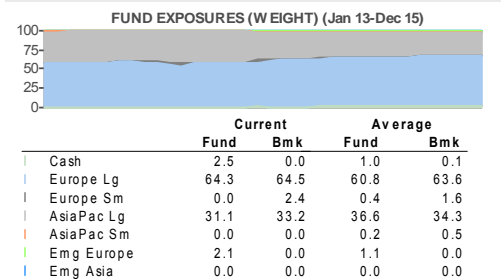 FUND EXPOSURES (WEIGHT) (Jan 13-Dec 15)
100
75
50
25
0
Current Average
Fund Bmk Fund Bmk
Cash 2.5 0.0 1.0 0.1
Europe Lg 64.3 64.5 60.8 63.6
Europe Sm 0.0 2.4 0.4 1.6
AsiaPac Lg 31.1 33.2 36.6 34.3
AsiaPac Sm 0.0 0.0 0.2 0.5
Emg Europe 2.1 0.0 1.1 0.0
Emg Asia 0.0 0.0 0.0 0.0